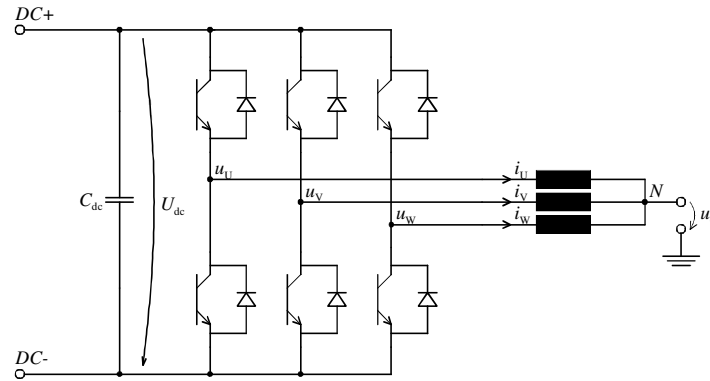 DC+
C_dc
U_dc
u_U
u_V
u_W
i_U
i_V
i_W
N
u
DC-